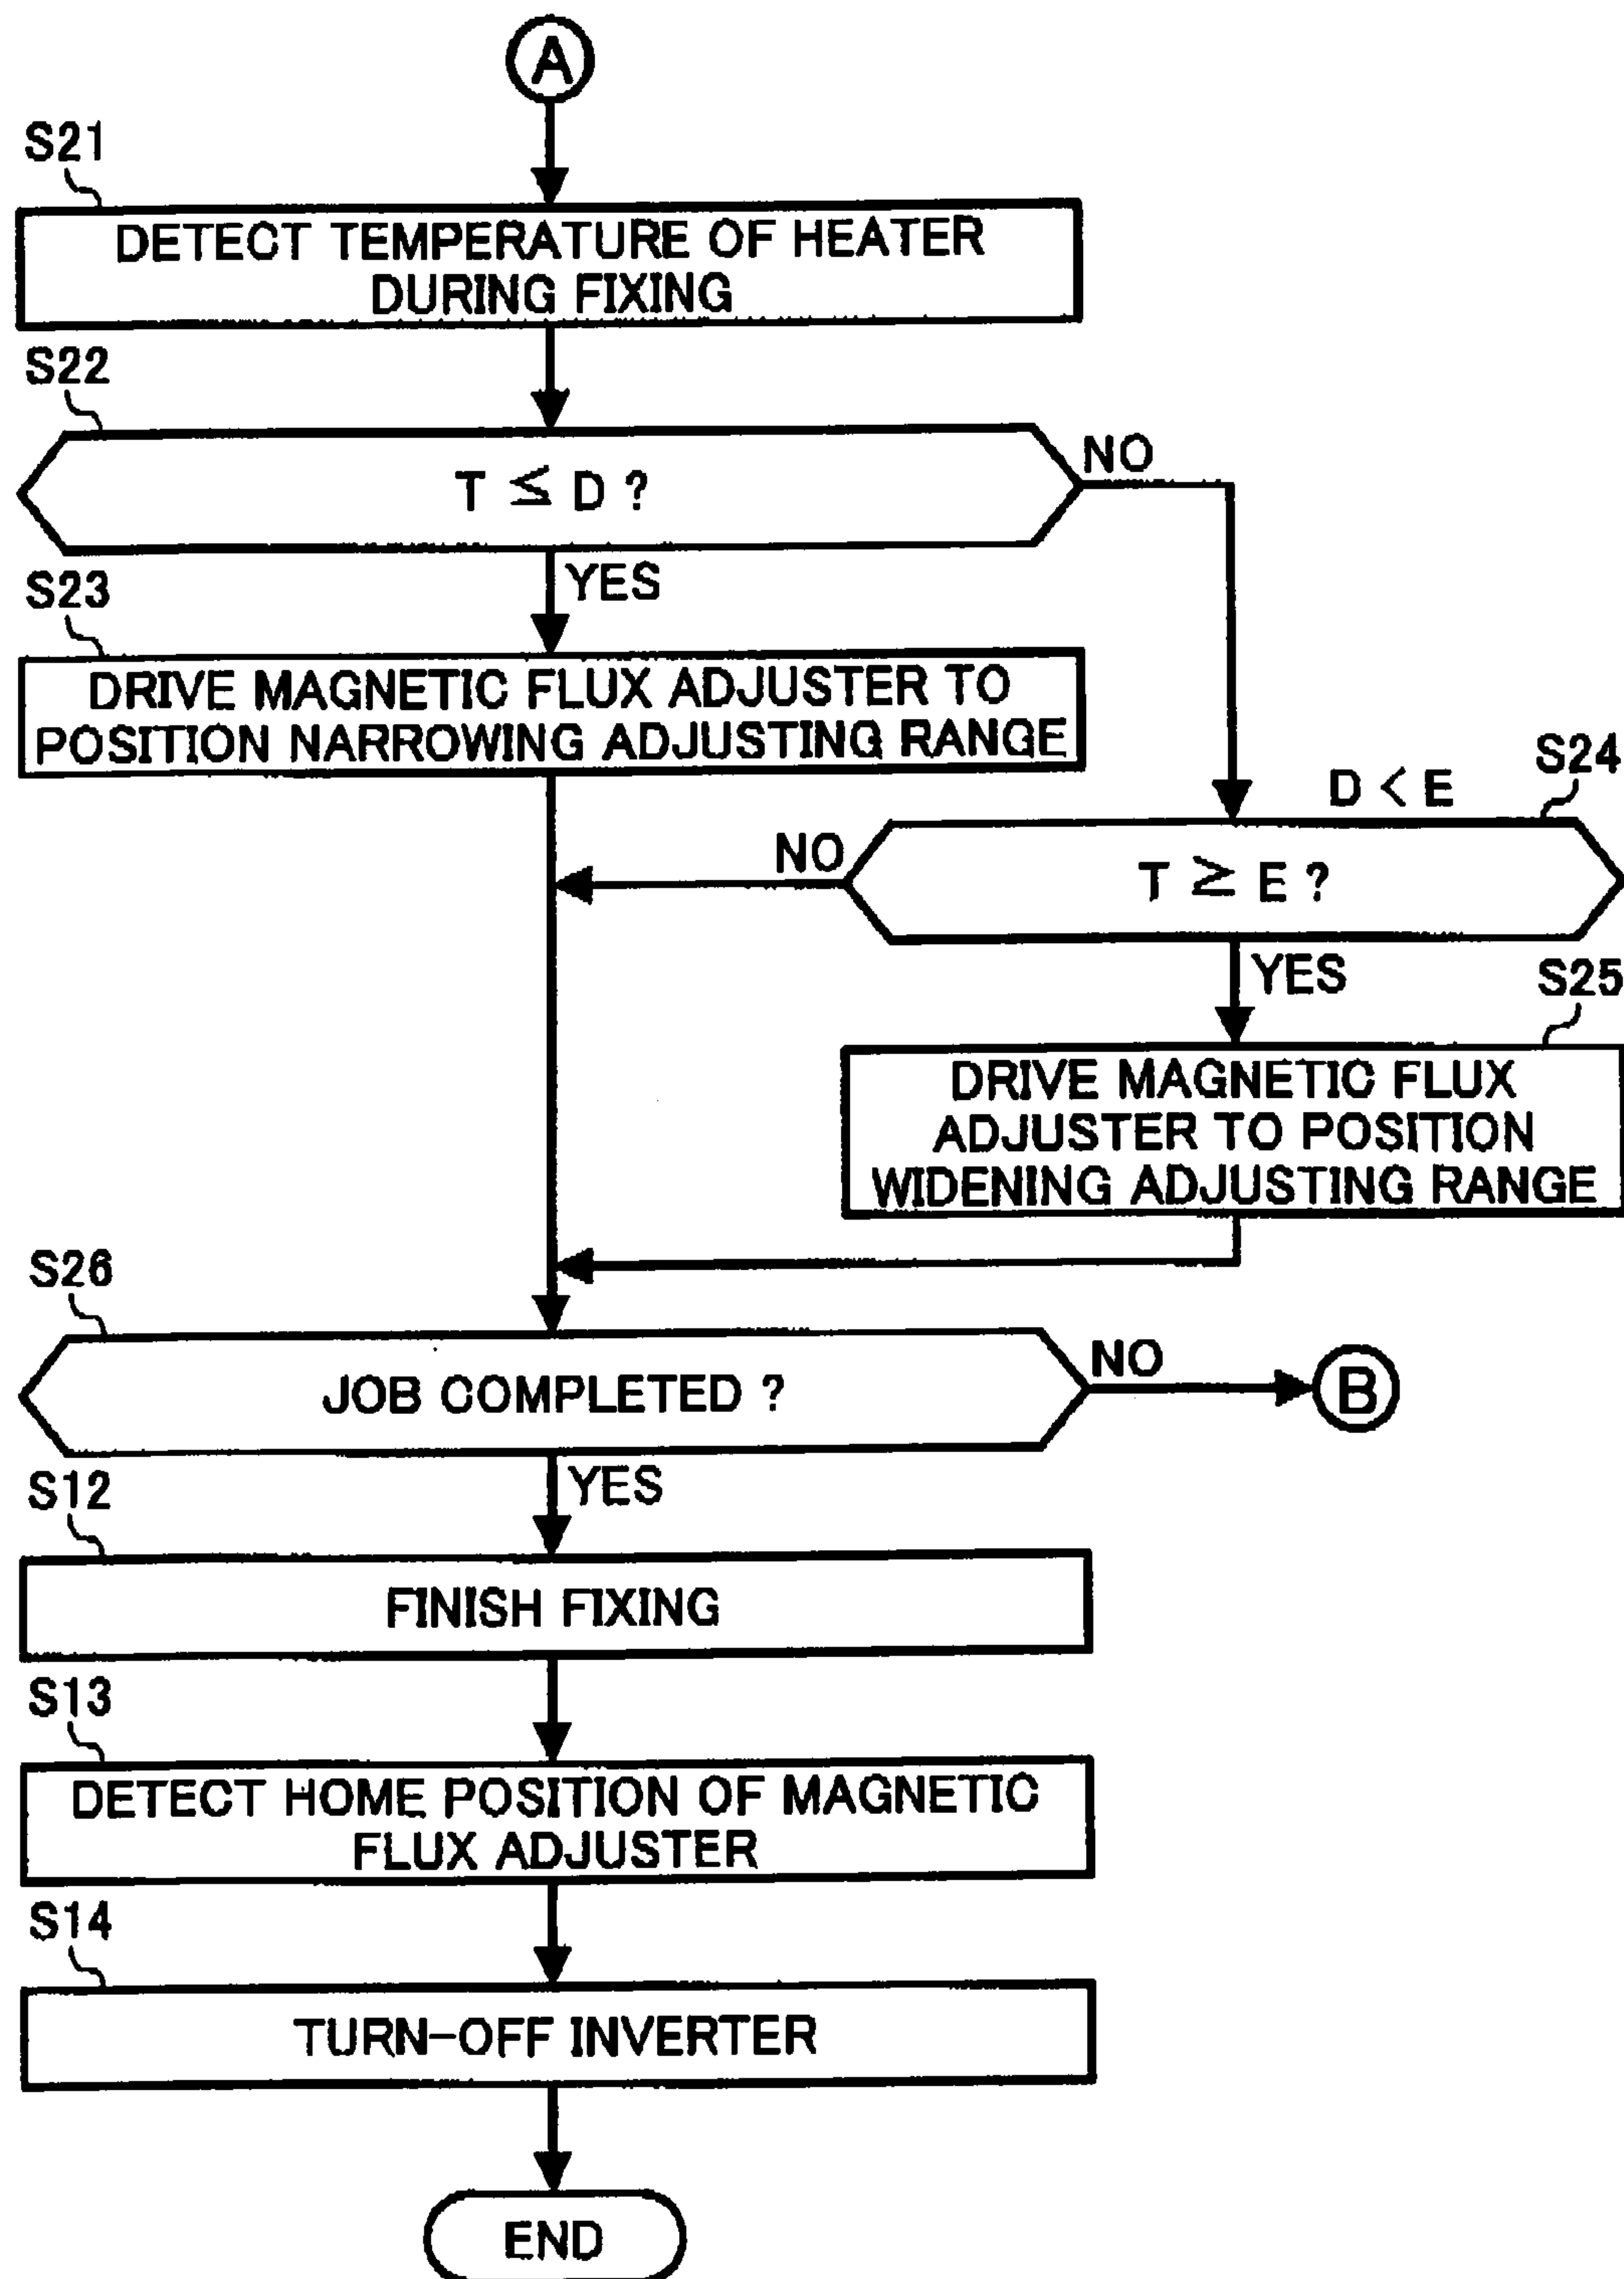 A
S21
DETECT TEMPERATURE OF HEATER
DURING FIXING
S22
T ≦ D ?
NO
YES
S23
DRIVE MAGNETIC FLUX ADJUSTER TO
POSITION NARROWING ADJUSTING RANGE
D < E
S24
T ≧ E ?
NO
YES
S25
DRIVE MAGNETIC FLUX
ADJUSTER TO POSITION
WIDENING ADJUSTING RANGE
S26
JOB COMPLETED ?
NO
B
YES
S12
FINISH FIXING
S13
DETECT HOME POSITION OF MAGNETIC
FLUX ADJUSTER
S14
TURN-OFF INVERTER
END